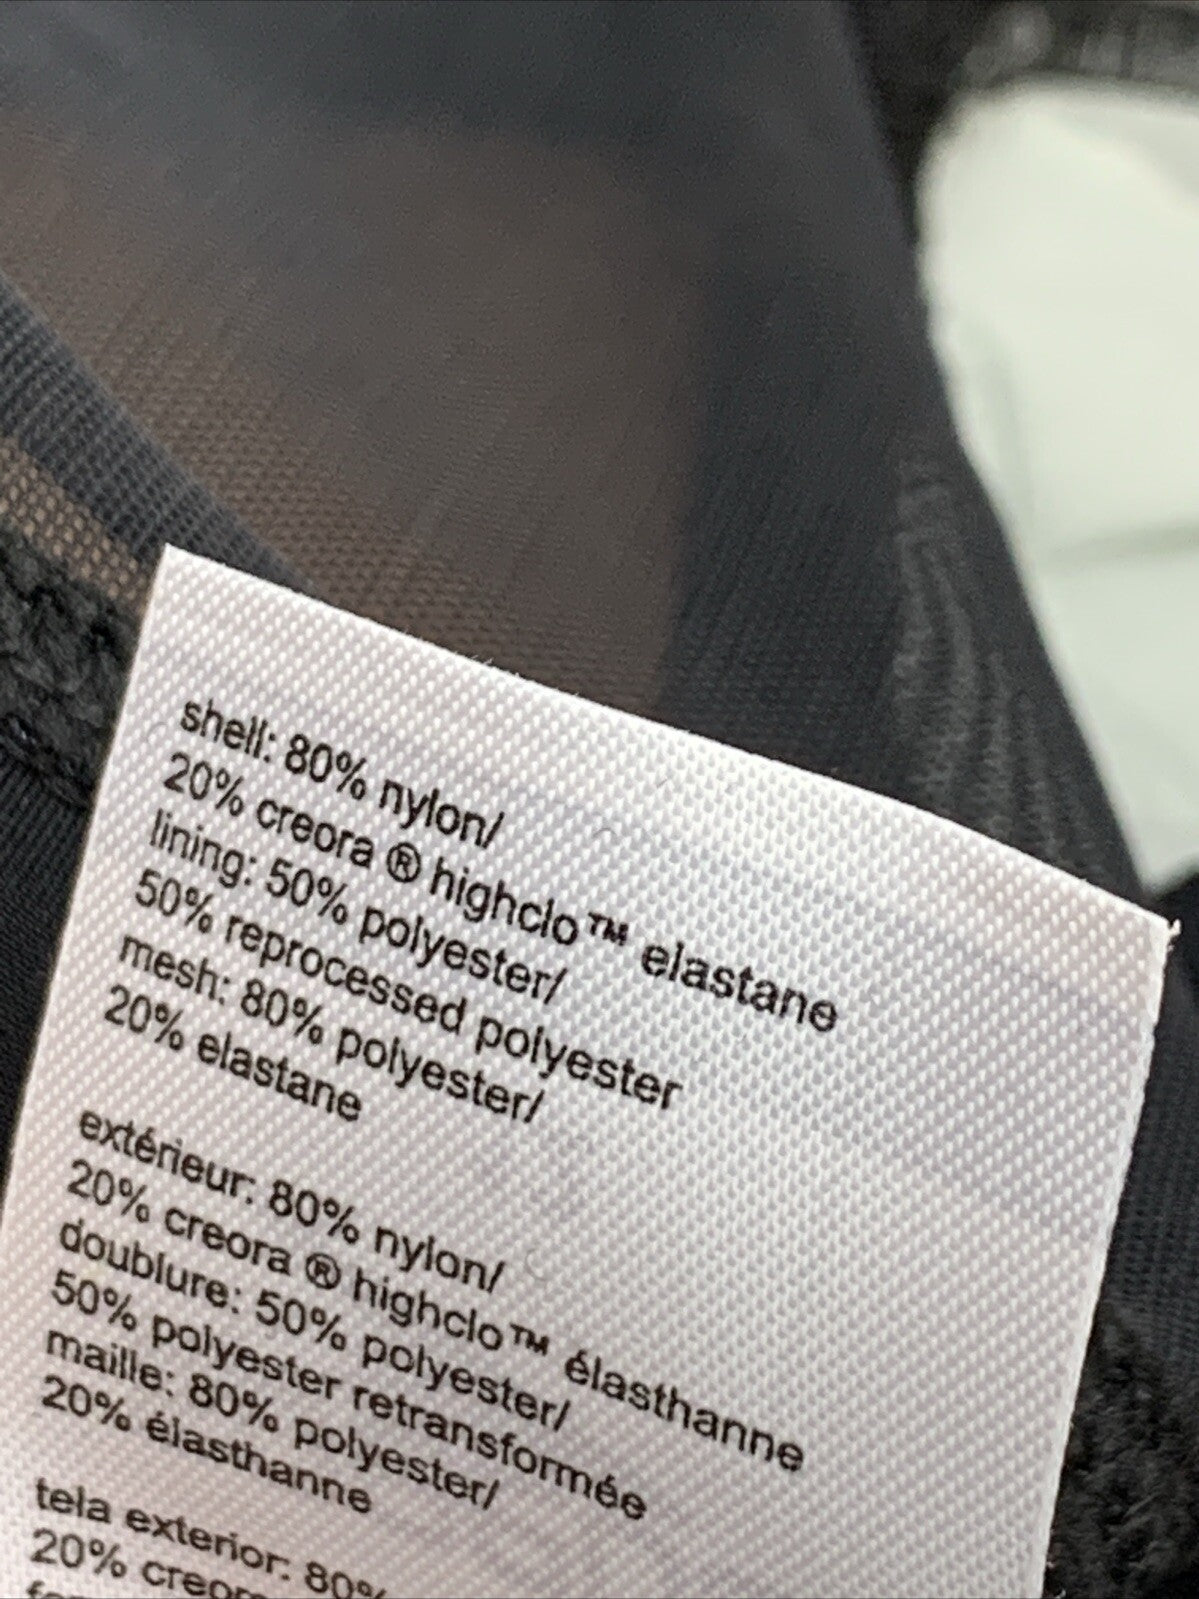 shell: 80% nylon/
20% creora ® highclo™ elastane
lining: 50% polyester/
50% reprocessed polyester
mesh: 80% polyester/
20% elastane
extérieur: 80% nylon/
20% creora ® highclo™ élasthanne
doublure: 50% polyester/
50% polyester retransformée
maille: 80% polyester/
20% élasthanne
tela exterior: 80%
20%